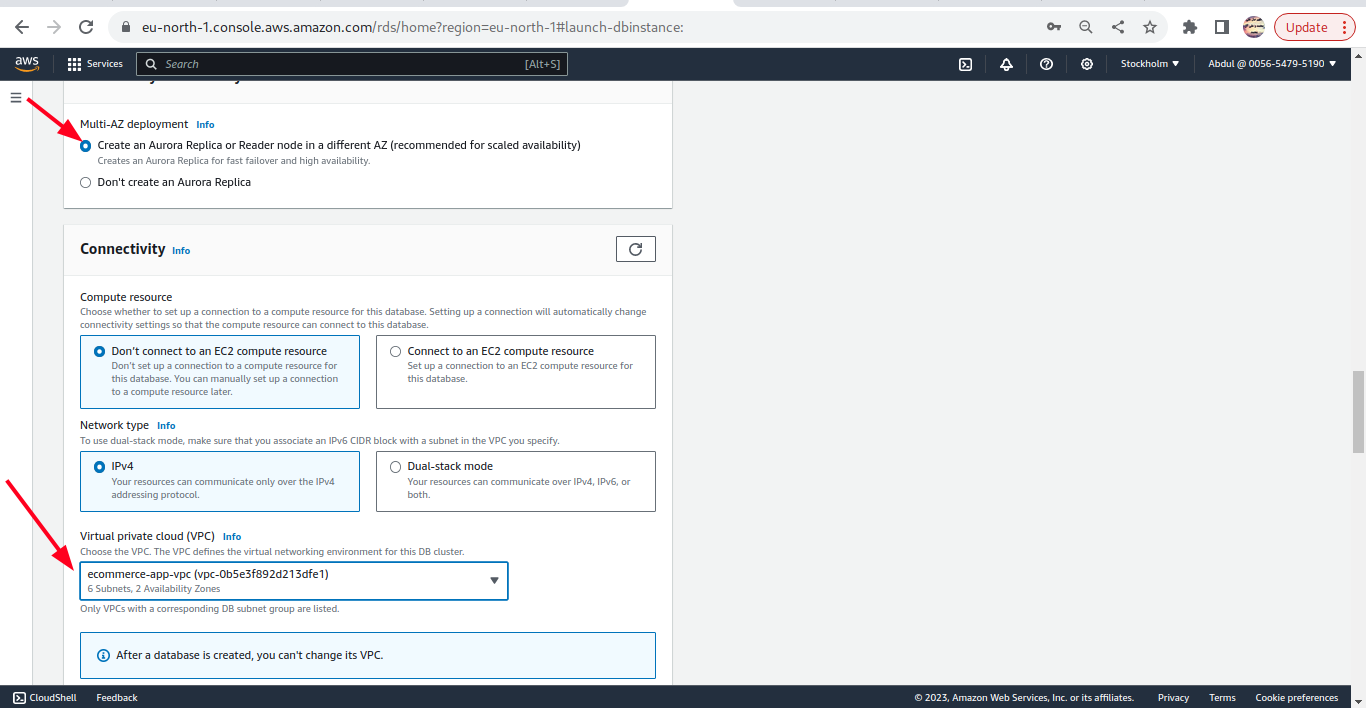 eu-north-1.console.aws.amazon.com/rds/home?region=eu-north-1#launch-dbinstance:
Update
aws
Services
Search
[Alt+S]
Stockholm
Abdul @ 0056-5479-5190
Multi-AZ deployment Info
Create an Aurora Replica or Reader node in a different AZ (recommended for scaled availability)
Creates an Aurora Replica for fast failover and high availability.
Don't create an Aurora Replica
Connectivity Info
Compute resource
Choose whether to set up a connection to a compute resource for this database. Setting up a connection will automatically change
connectivity settings so that the compute resource can connect to this database.
Don't connect to an EC2 compute resource
Don't set up a connection to a compute resource for
this database. You can manually set up a connection
to a compute resource later.
Connect to an EC2 compute resource
Set up a connection to an EC2 compute resource for
this database.
Network type Info
To use dual-stack mode, make sure that you associate an IPv6 CIDR block with a subnet in the VPC you specify.
IPv4
Your resources can communicate only over the IPv4
addressing protocol.
Dual-stack mode
Your resources can communicate over IPv4, IPv6, or
both.
Virtual private cloud (VPC) Info
Choose the VPC. The VPC defines the virtual networking environment for this DB cluster.
ecommerce-app-vpc (vpc-0b5e3f892d213dfe1)
6 Subnets, 2 Availability Zones
Only VPCs with a corresponding DB subnet group are listed.
After a database is created, you can't change its VPC.
CloudShell
Feedback
© 2023, Amazon Web Services, Inc. or its affiliates.
Privacy
Terms
Cookie preferences